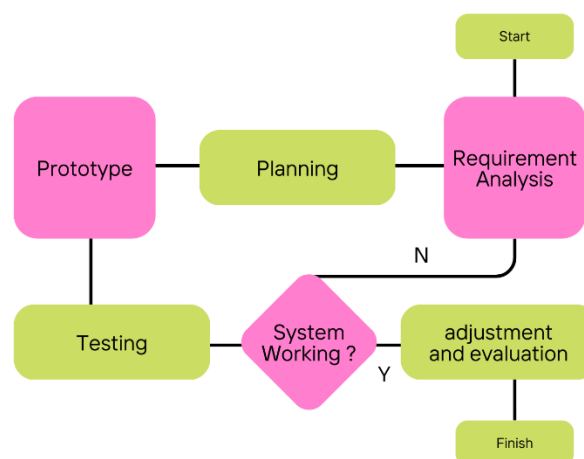 Start
Prototype
Planning
Requirement
Analysis
N
Testing
System
Working ?
Y
adjustment
and evaluation
Finish